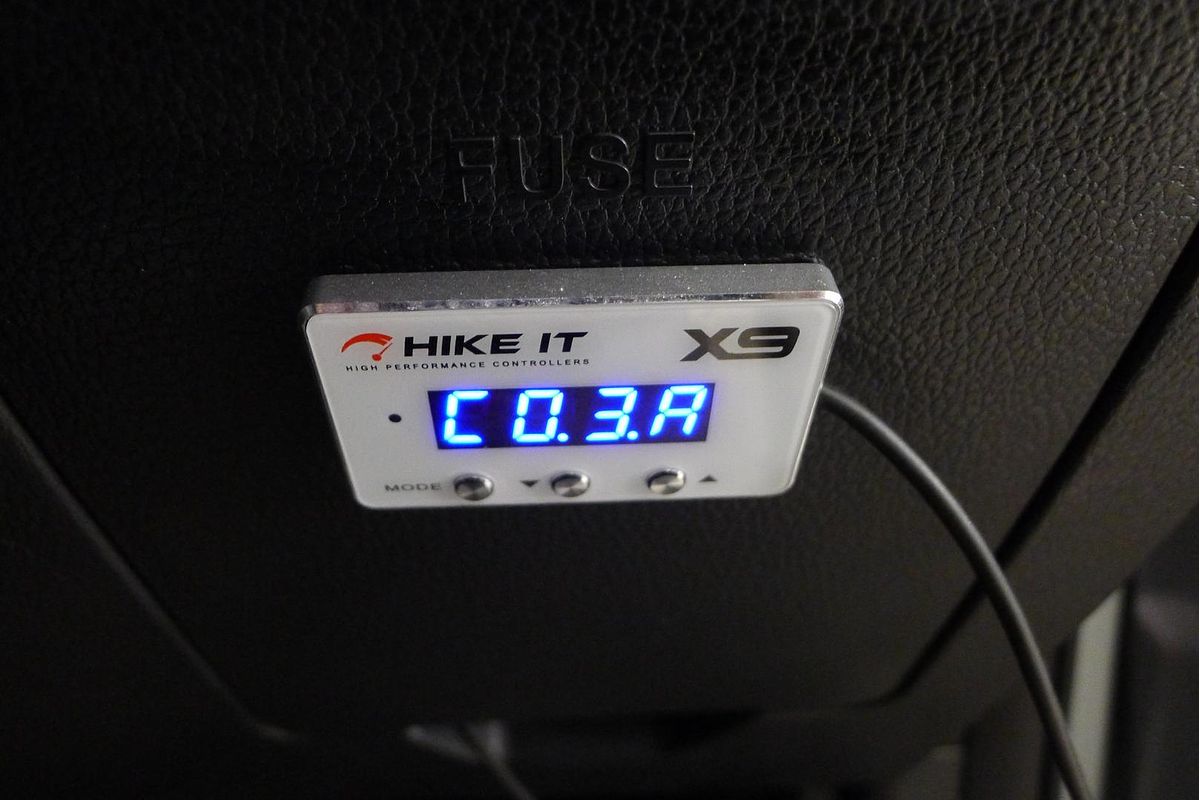 FUSE
HIKE IT X9
HIGH PERFORMANCE CONTROLLERS
C0.3.A
MODE ▼ ▲